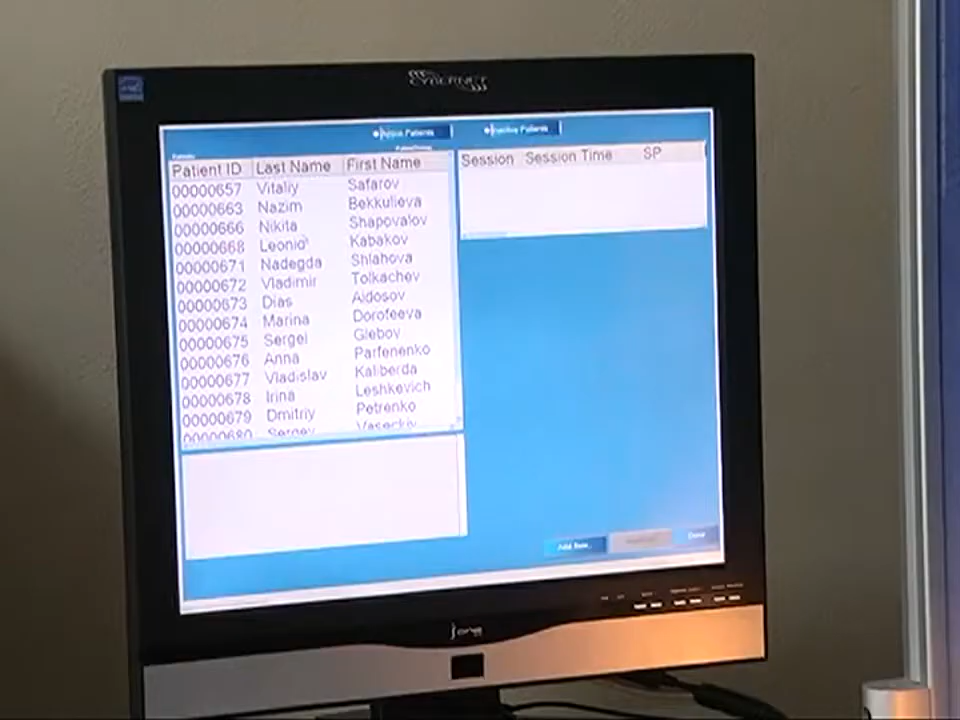 CYBERNET
Active Patients
Inactive Patients
Patient ID Last Name First Name
Session Session Time SP
00000657 Vitaliy Safarov
00000663 Nazim Bekkulieva
00000666 Nikita Shapovalov
00000668 Leonid Kabakov
00000671 Nadegda Shlahova
00000672 Vladimir Tolkachev
00000673 Dias Aidosov
00000674 Marina Dorofeeva
00000675 Sergei Glebov
00000676 Anna Parfenenko
00000677 Vladislav Kaliberda
00000678 Irina Leshkevich
00000679 Dmitriy Petrenko
00000680 Sergey
Add New
Done